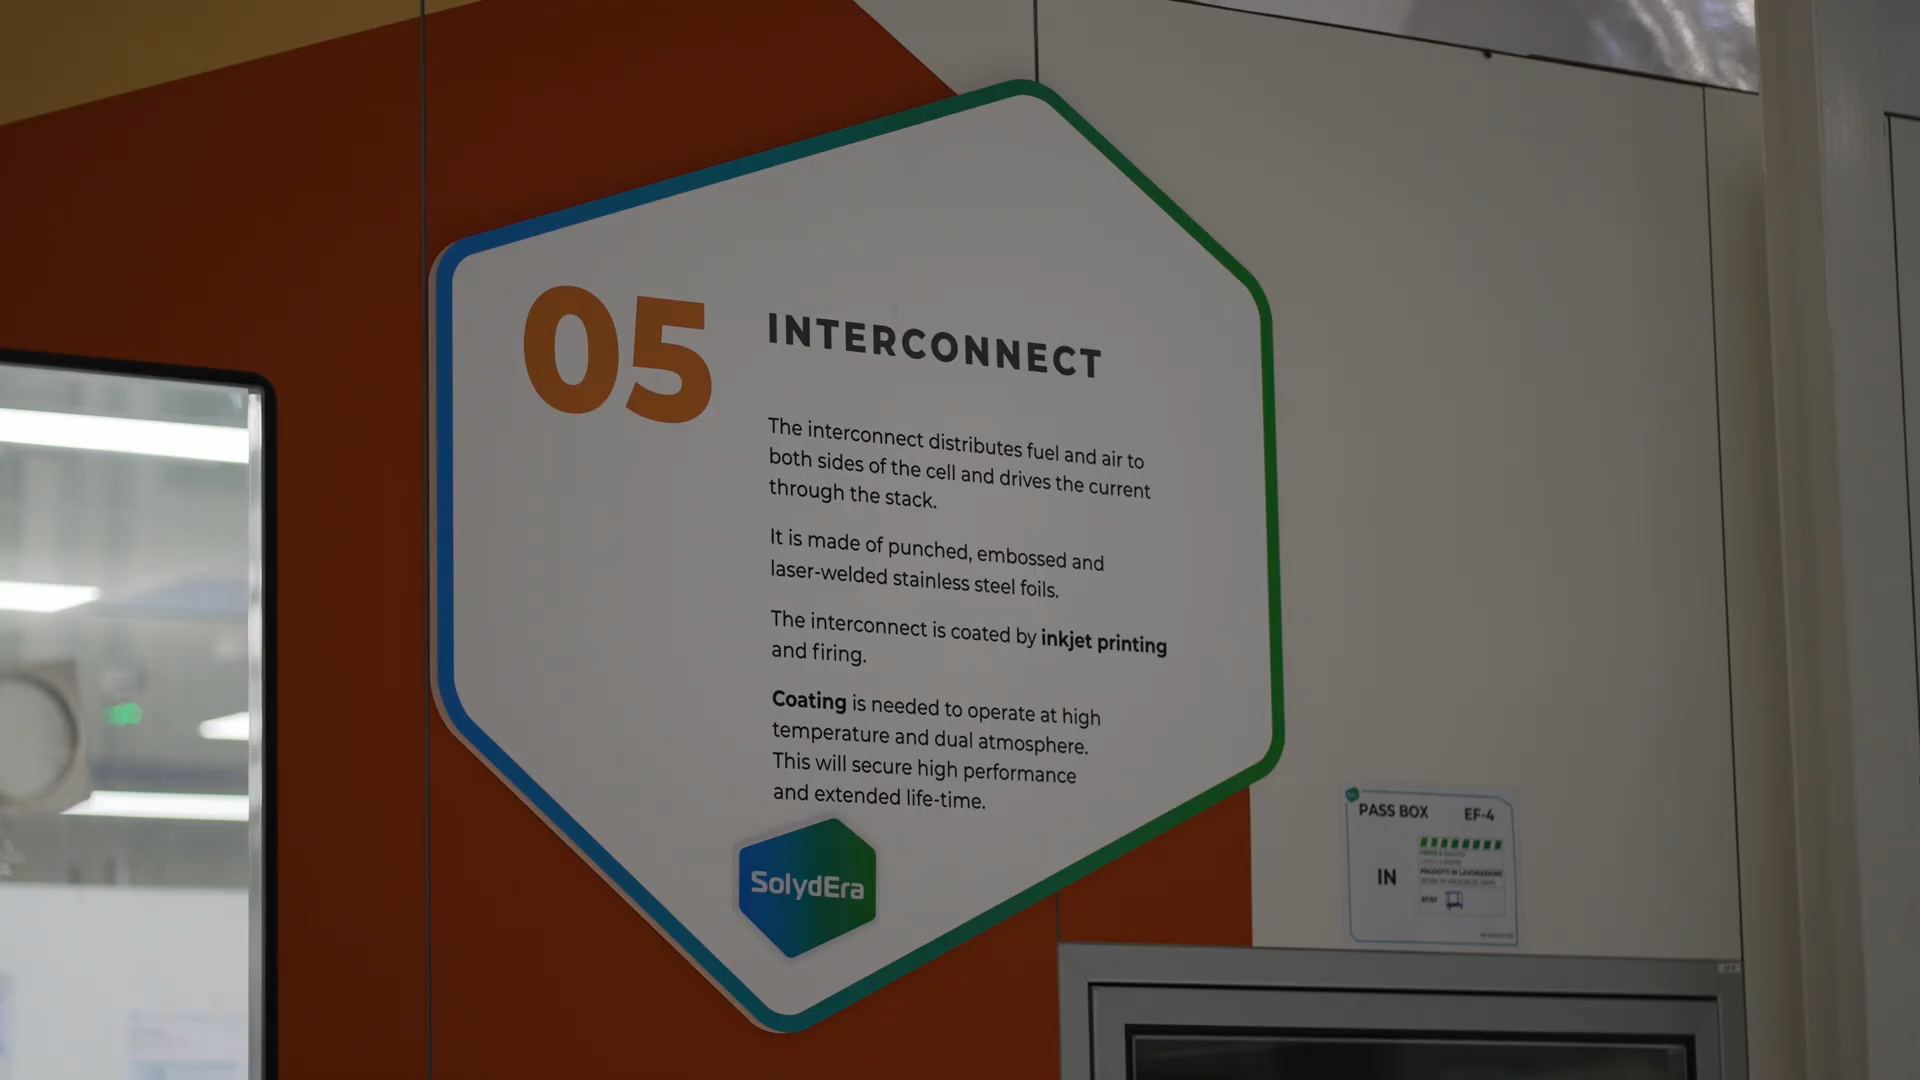 05
INTERCONNECT
The interconnect distributes fuel and air to
both sides of the cell and drives the current
through the stack.
It is made of punched, embossed and
laser-welded stainless steel foils.
The interconnect is coated by inkjet printing
and firing.
Coating is needed to operate at high
temperature and dual atmosphere.
This will secure high performance
and extended life-time.
SolydEra
PASS BOX EF-4
IN
PRODOTTI IN LAVORAZIONE